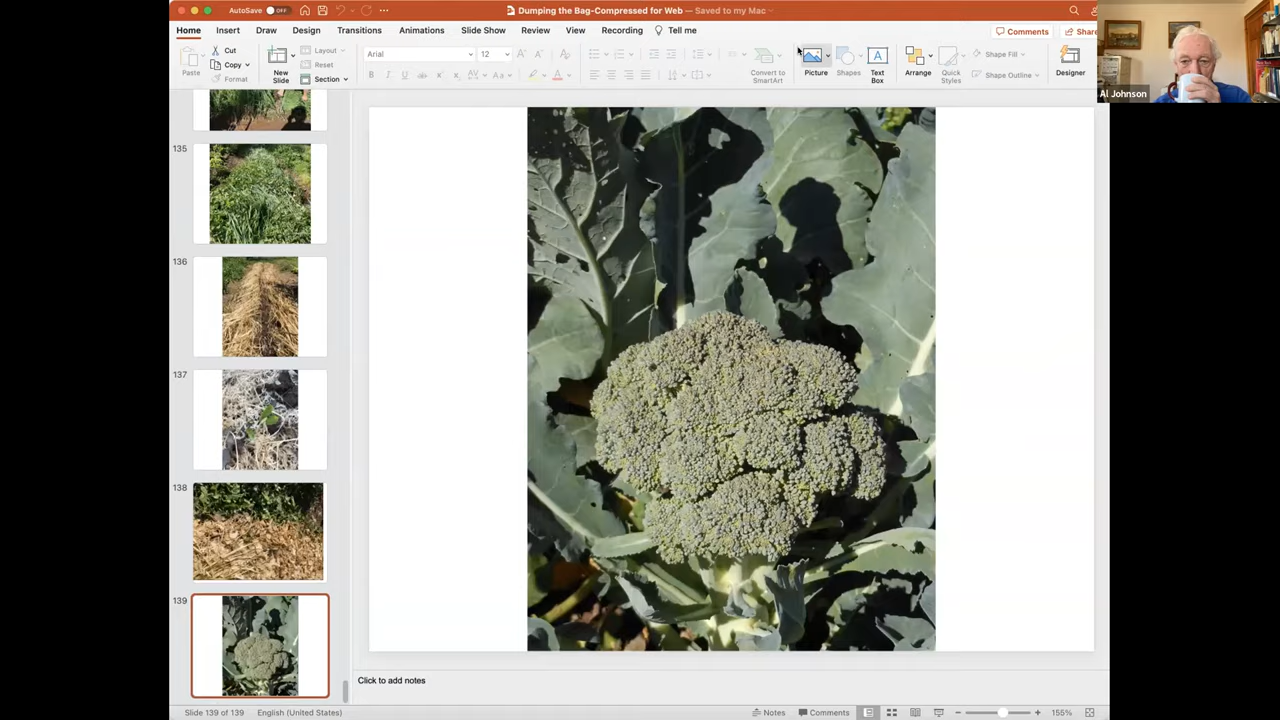 AutoSave OFF
Dumping the Bag-Compressed for Web — Saved to my Mac
Home Insert Draw Design Transitions Animations Slide Show Review View Recording Tell me
Comments Share
Paste
Cut
Copy
Format
New Slide
Layout
Reset
Section
Arial 12
Convert to SmartArt
Picture
Shapes
Text Box
Arrange
Quick Styles
Shape Fill
Shape Outline
Designer
Al Johnson
135
136
137
138
139
Click to add notes
Slide 139 of 139 English (United States) Notes Comments 155%